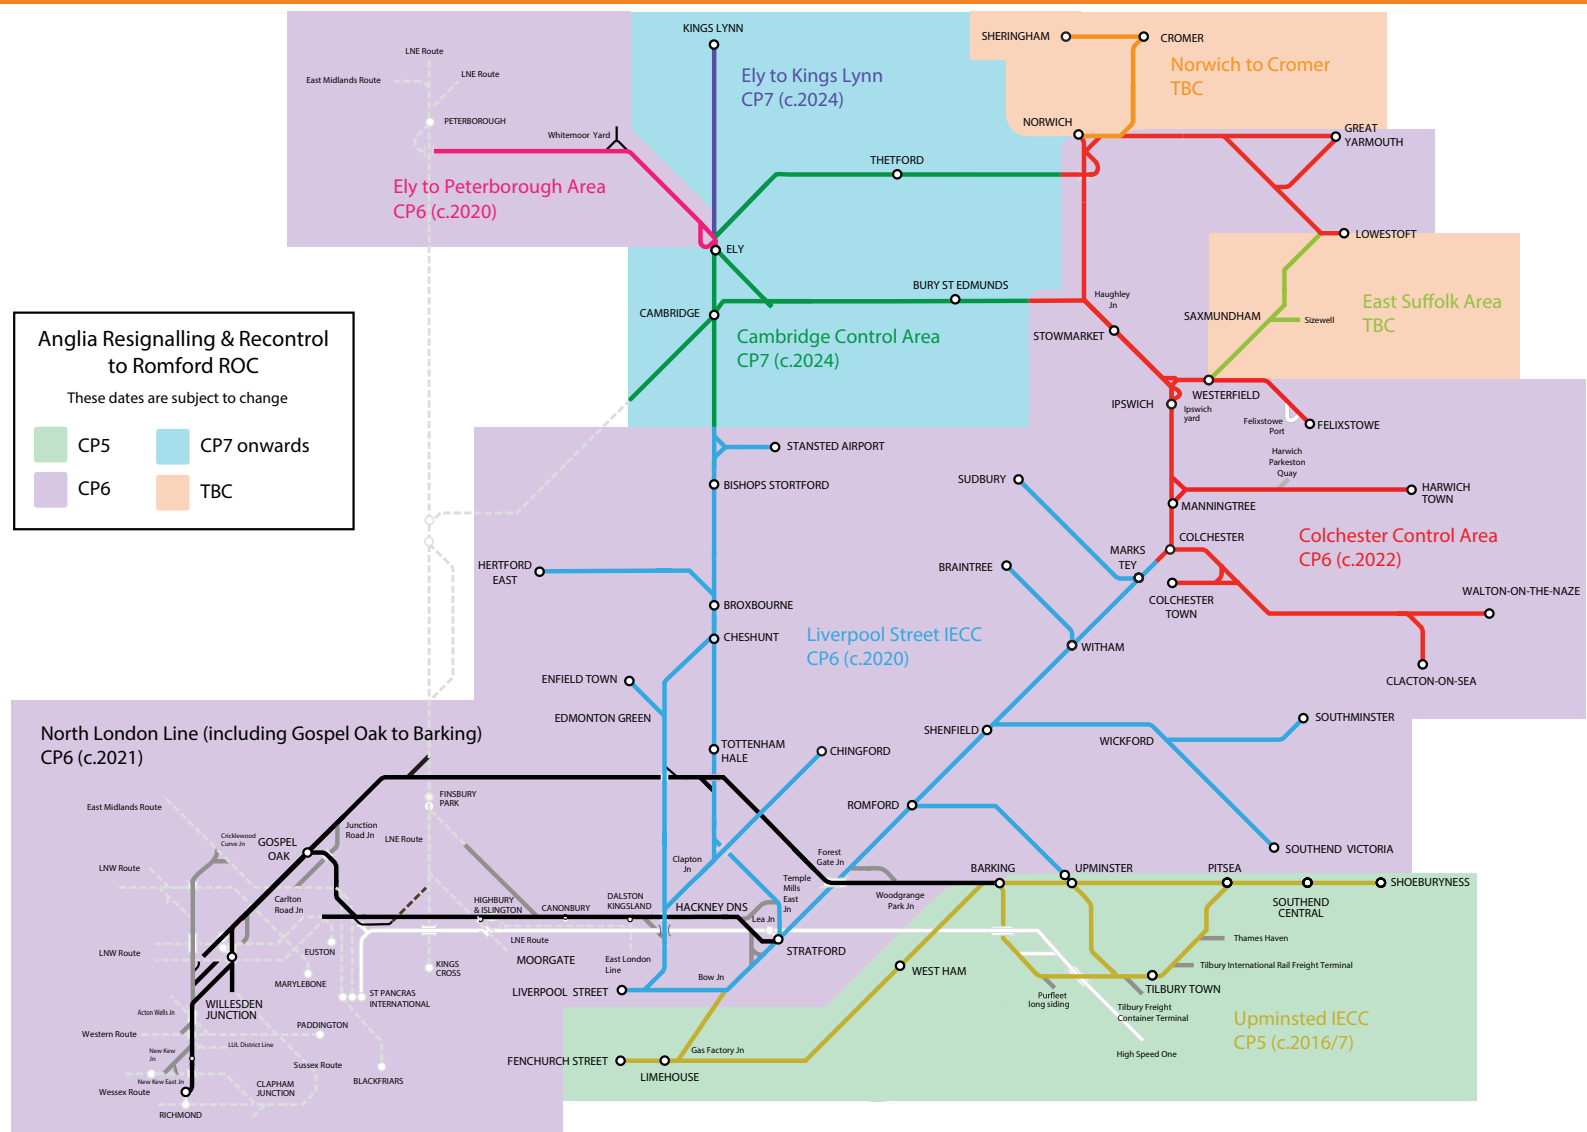 KINGS LYNN
SHERINGHAM
CROMER
LNE Route
East Midlands Route
LNE Route
Ely to Kings Lynn
CP7 (c.2024)
Norwich to Cromer
TBC
PETERBOROUGH
Whitemoor Yard
NORWICH
GREAT
YARMOUTH
THETFORD
Ely to Peterborough Area
CP6 (c.2020)
ELY
LOWESTOFT
BURY ST EDMUNDS
Haughley
Jn
CAMBRIDGE
Cambridge Control Area
CP7 (c.2024)
STOWMARKET
SAXMUNDHAM
Sizewell
East Suffolk Area
TBC
Anglia Resignalling & Recontrol
to Romford ROC
These dates are subject to change
CP5
CP7 onwards
CP6
TBC
IPSWICH
Ipswich
yard
WESTERFIELD
Felixstowe
Port
FELIXSTOWE
STANSTED AIRPORT
BISHOPS STORTFORD
SUDBURY
Harwich
Parkeston
Quay
HARWICH
TOWN
MANNINGTREE
COLCHESTER
Colchester Control Area
CP6 (c.2022)
MARKS
TEY
HERTFORD
EAST
BRAINTREE
COLCHESTER
TOWN
WALTON-ON-THE-NAZE
BROXBOURNE
CHESHUNT
Liverpool Street IECC
CP6 (c.2020)
WITHAM
CLACTON-ON-SEA
ENFIELD TOWN
EDMONTON GREEN
SHENFIELD
WICKFORD
SOUTHMINSTER
North London Line (including Gospel Oak to Barking)
CP6 (c.2021)
TOTTENHAM
HALE
CHINGFORD
FINSBURY
PARK
East Midlands Route
ROMFORD
Junction
Road Jn
LNE Route
Cricklewood
Curve Jn
GOSPEL
OAK
SOUTHEND VICTORIA
Clapton
Jn
Forest
Gate Jn
LNW Route
Temple
Mills
East
Jn
BARKING
UPMINSTER
PITSEA
SHOEBURYNESS
Carlton
Road Jn
HIGHBURY
& ISLINGTON
CANONBURY
DALSTON
KINGSLAND
HACKNEY DNS
Lea Jn
Woodgrange
Park Jn
SOUTHEND
CENTRAL
LNW Route
EUSTON
LNE Route
MOORGATE
East London
Line
STRATFORD
Thames Haven
KINGS
CROSS
Bow Jn
WEST HAM
Tilbury International Rail Freight Terminal
MARYLEBONE
ST PANCRAS
INTERNATIONAL
LIVERPOOL STREET
TILBURY TOWN
Purfleet
long siding
Tilbury Freight
Container Terminal
WILLESDEN
JUNCTION
Acton Wells Jn
Western Route
PADDINGTON
Upminsted IECC
CP5 (c.2016/7)
LUL District Line
New Kew
Jn
Gas Factory Jn
High Speed One
FENCHURCH STREET
LIMEHOUSE
Sussex Route
BLACKFRIARS
New Kew East Jn
Wessex Route
CLAPHAM
JUNCTION
RICHMOND